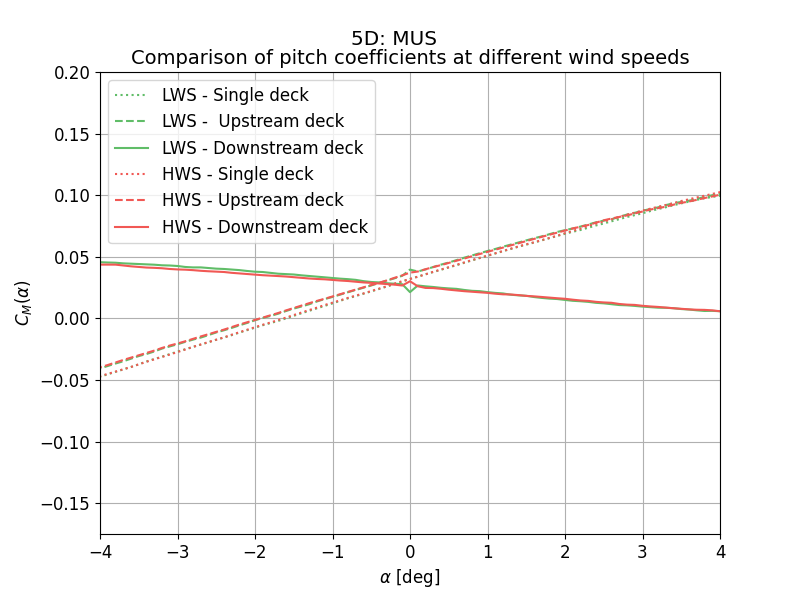 5D: MUS
Comparison of pitch coefficients at different wind speeds
0.20
0.15
0.10
0.05
0.00
−0.05
−0.10
−0.15
C_M(α)
LWS - Single deck
LWS -  Upstream deck
LWS - Downstream deck
HWS - Single deck
HWS - Upstream deck
HWS - Downstream deck
−4 −3 −2 −1 0 1 2 3 4
α [deg]